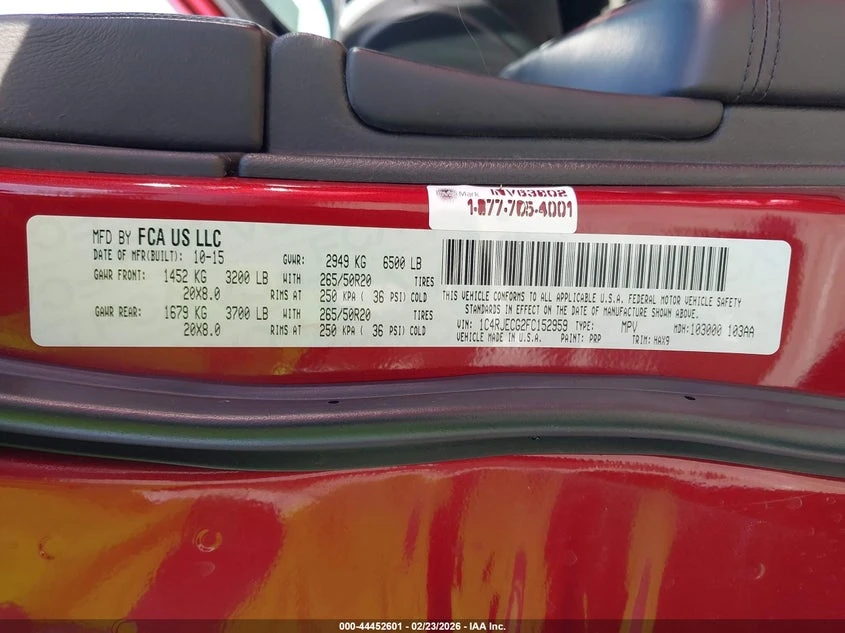 Mark
1-877-705-4001
MFD BY FCA US LLC
DATE OF MFR(BUILT): 10-15 GVWR: 2949 KG 6500 LB
GAWR FRONT: 1452 KG 3200 LB WITH 265/50R20 TIRES
20X8.0 RIMS AT 250 KPA ( 36 PSI) COLD
GAWR REAR: 1679 KG 3700 LB WITH 265/50R20 TIRES
20X8.0 RIMS AT 250 KPA ( 36 PSI) COLD
THIS VEHICLE CONFORMS TO ALL APPLICABLE U.S.A. FEDERAL MOTOR VEHICLE SAFETY
STANDARDS IN EFFECT ON THE DATE OF MANUFACTURE SHOWN ABOVE.
VIN: 1C4RJECG2FC152959 TYPE: MPV MDH: 103000 103AA
VEHICLE MADE IN U.S.A. PAINT: PRP TRIM: HAX9
000-44452601 - 02/23/2026 - IAA Inc.